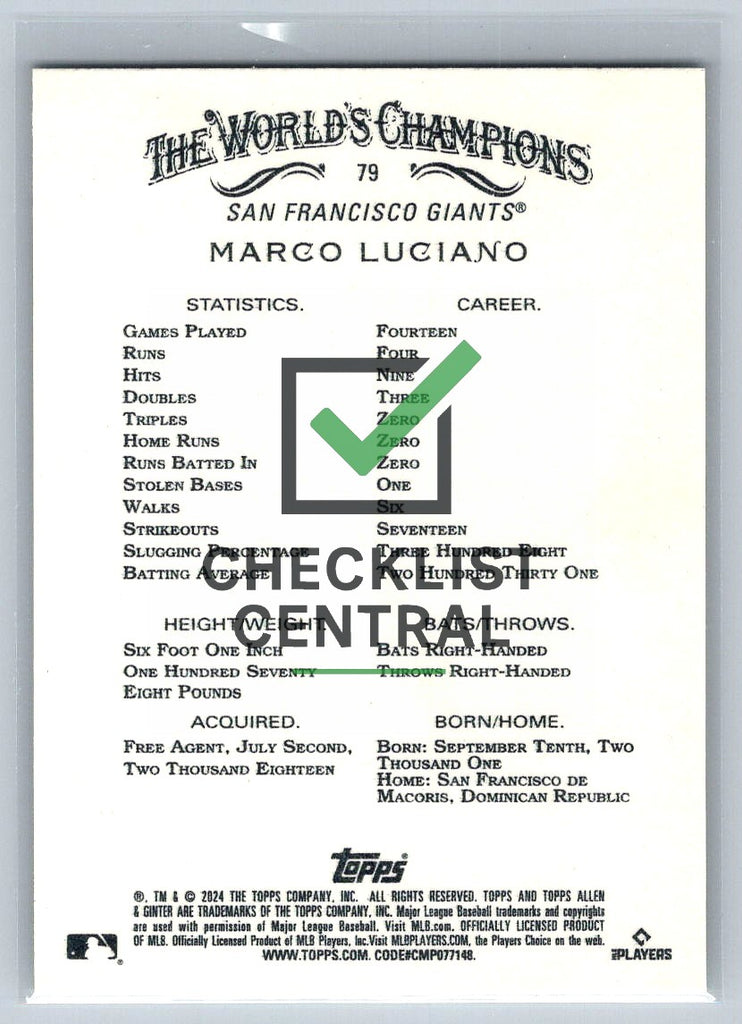 THE WORLD'S CHAMPIONS
79
SAN FRANCISCO GIANTS®
MARCO LUCIANO
STATISTICS. CAREER.
GAMES PLAYED FOURTEEN
RUNS FOUR
HITS NINE
DOUBLES THREE
TRIPLES ZERO
HOME RUNS ZERO
RUNS BATTED IN ZERO
STOLEN BASES ONE
WALKS SIX
STRIKEOUTS SEVENTEEN
SLUGGING PERCENTAGE THREE HUNDRED EIGHT
BATTING AVERAGE TWO HUNDRED THIRTY ONE
CHECKLIST
CENTRAL
HEIGHT/WEIGHT. BATS/THROWS.
SIX FOOT ONE INCH BATS RIGHT-HANDED
ONE HUNDRED SEVENTY THROWS RIGHT-HANDED
EIGHT POUNDS
ACQUIRED.
FREE AGENT, JULY SECOND,
TWO THOUSAND EIGHTEEN
BORN/HOME.
BORN: SEPTEMBER TENTH, TWO
THOUSAND ONE
HOME: SAN FRANCISCO DE
MACORIS, DOMINICAN REPUBLIC
Topps®
®, TM & © 2024 THE TOPPS COMPANY, INC. ALL RIGHTS RESERVED. TOPPS AND TOPPS ALLEN
& GINTER ARE TRADEMARKS OF THE TOPPS COMPANY, INC. Major League Baseball trademarks and copyrights
are used with permission of Major League Baseball. Visit MLB.com. OFFICIALLY LICENSED PRODUCT
OF MLB. Officially Licensed Product of MLB Players, Inc. Visit MLBPLAYERS.COM, the Players Choice on the web.
WWW.TOPPS.COM. CODE#CMP077148.
MLB PLAYERS